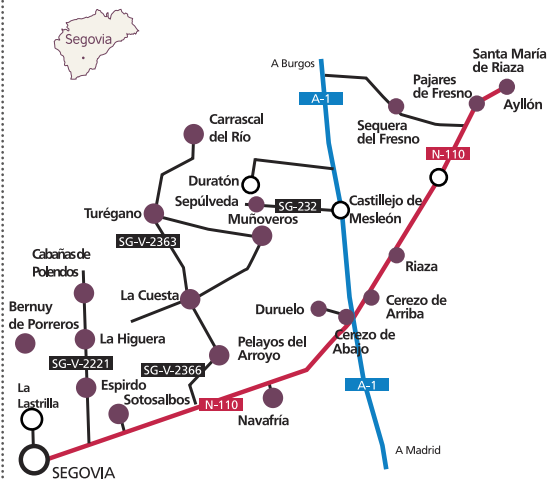 Segovia
A Burgos
Santa María
de Riaza
Pajares
de Fresno
Ayllón
A-1
Carrascal
del Río
Sequera
del Fresno
N-110
Duratón
Sepúlveda
SG-232
Castillejo de
Mesleón
Turégano
Muñoveros
SG-V-2363
Cabañas de
Polendos
Riaza
La Cuesta
Bernuy
de Porreros
Duruelo
Cerezo de
Arriba
La Higuera
Pelayos del
Arroyo
Cerezo de
Abajo
SG-V-2221
SG-V-2366
La
Lastrilla
Espirdo
Sotosalbos
N-110
Navafría
A-1
A Madrid
SEGOVIA